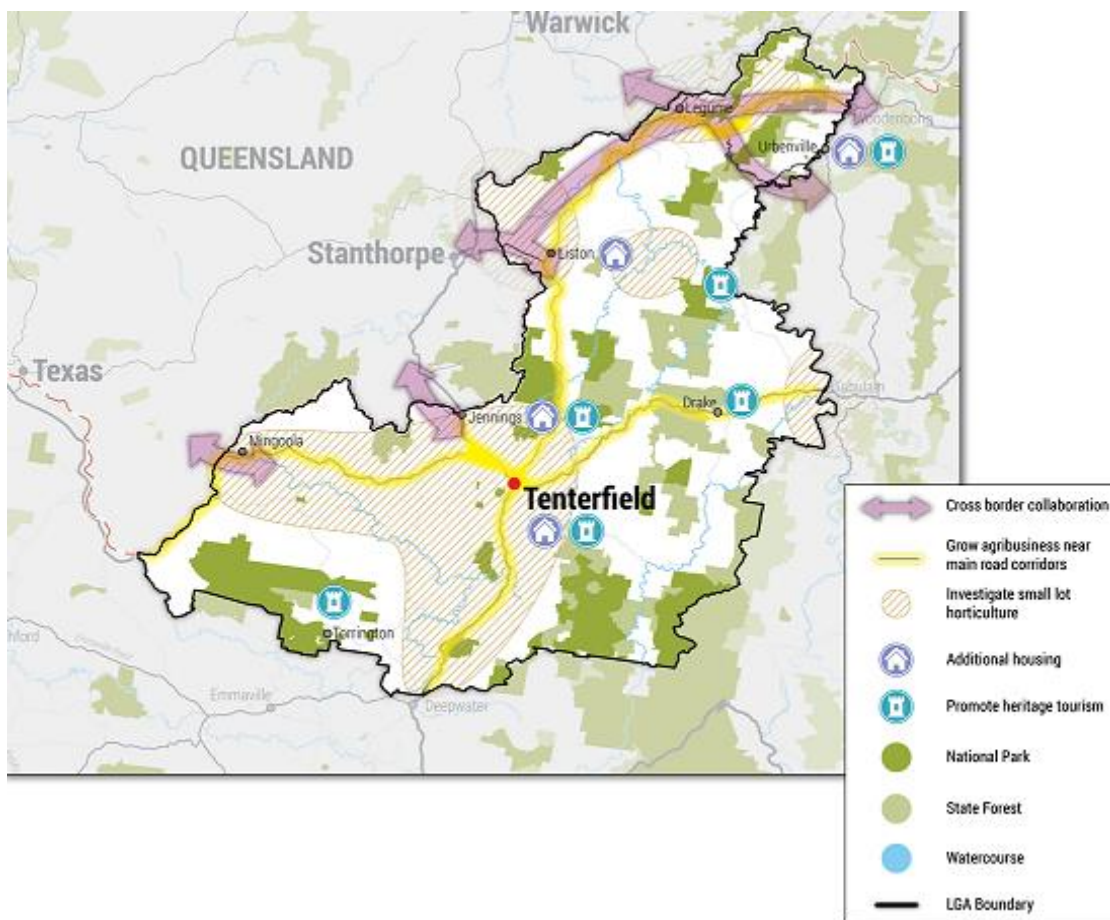 Warwick
Legume
Woodenbong
QUEENSLAND
Urbenville
Stanthorpe
Liston
Texas
Drake
Jennings
Mingoola
Tenterfield
Torrington
Emmaville
Deepwater
Cross border collaboration
Grow agribusiness near
main road corridors
Investigate small lot
horticulture
Additional housing
Promote heritage tourism
National Park
State Forest
Watercourse
LGA Boundary